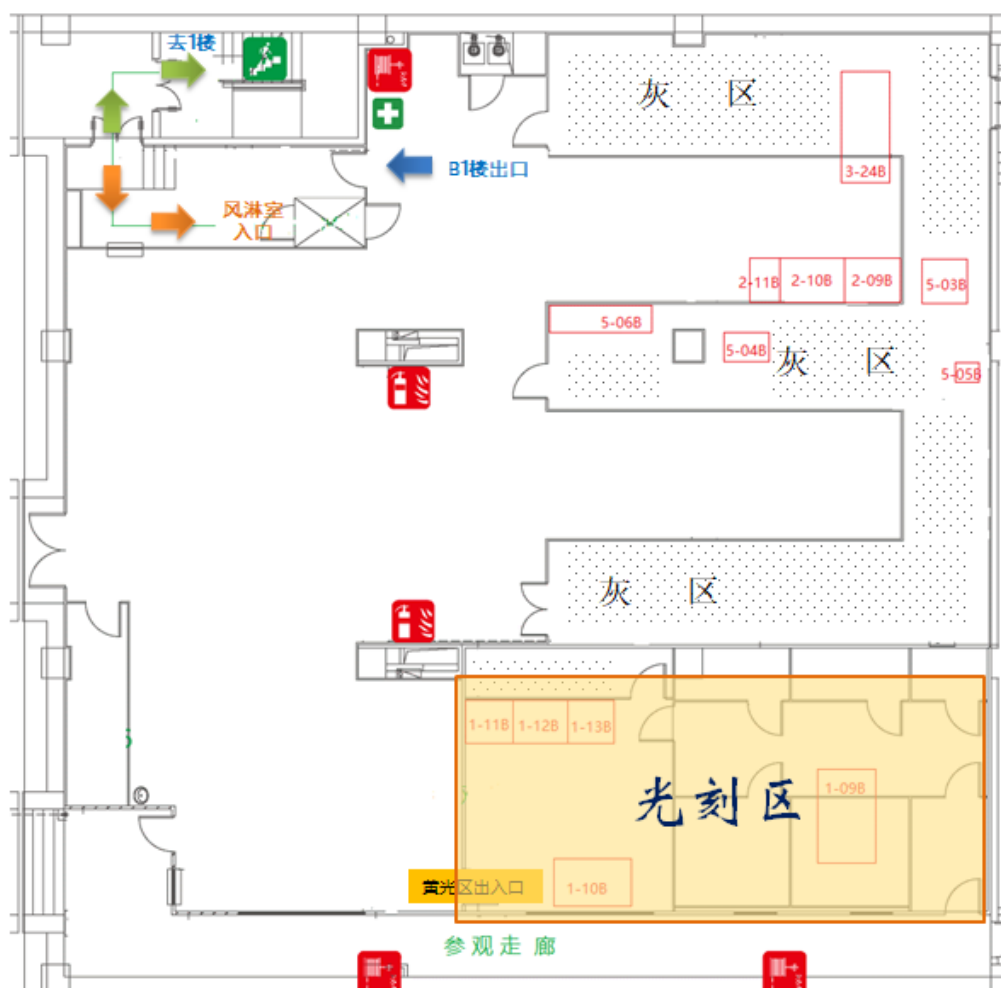 去1楼
灰 区
3-24B
B1楼出口
风淋室
入口
2-11B
2-10B
2-09B
5-03B
5-06B
5-04B
灰 区
5-05B
灰 区
1-11B
1-12B
1-13B
1-09B
光刻区
黄光区出入口
1-10B
参观走 廊